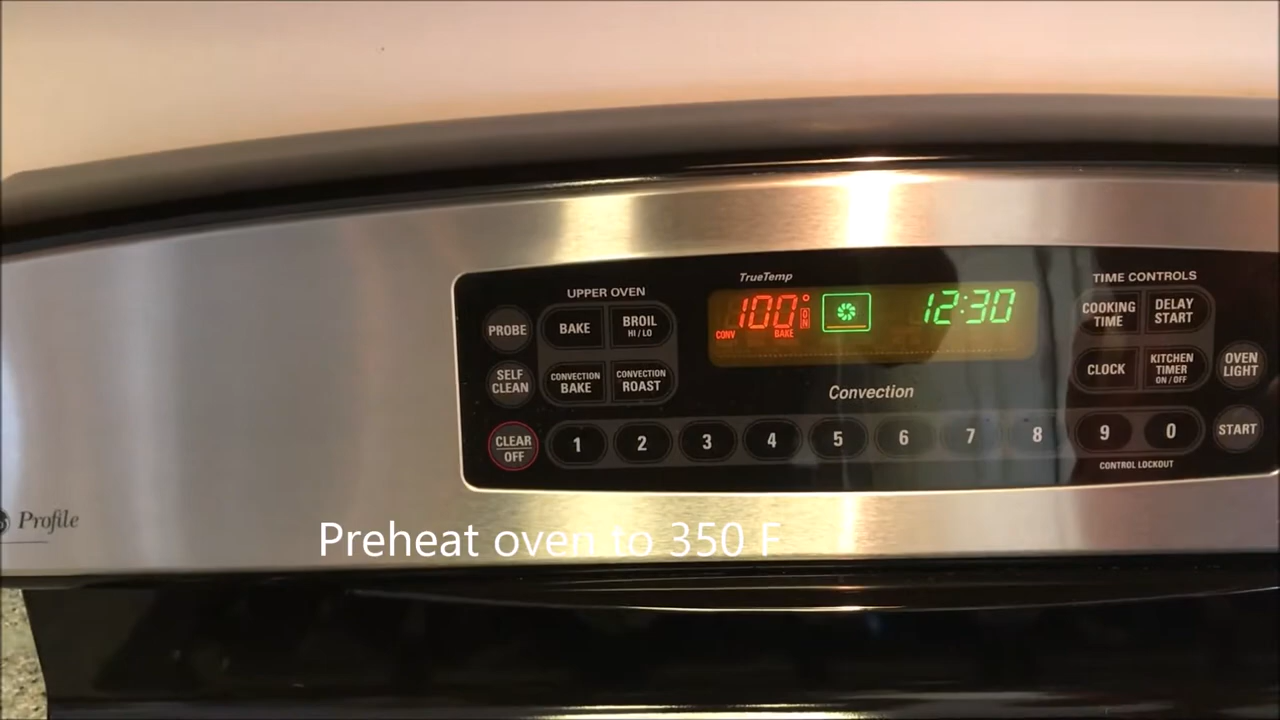 TrueTemp
UPPER OVEN
TIME CONTROLS
PROBE
BAKE
BROIL
HI / LO
100°
ON
CONV
BAKE
12:30
COOKING
TIME
DELAY
START
SELF
CLEAN
CONVECTION
BAKE
CONVECTION
ROAST
Convection
CLOCK
KITCHEN
TIMER
ON / OFF
OVEN
LIGHT
CLEAR
OFF
1 2 3 4 5 6 7 8 9 0
START
CONTROL LOCKOUT
Profile
Preheat oven to 350 F